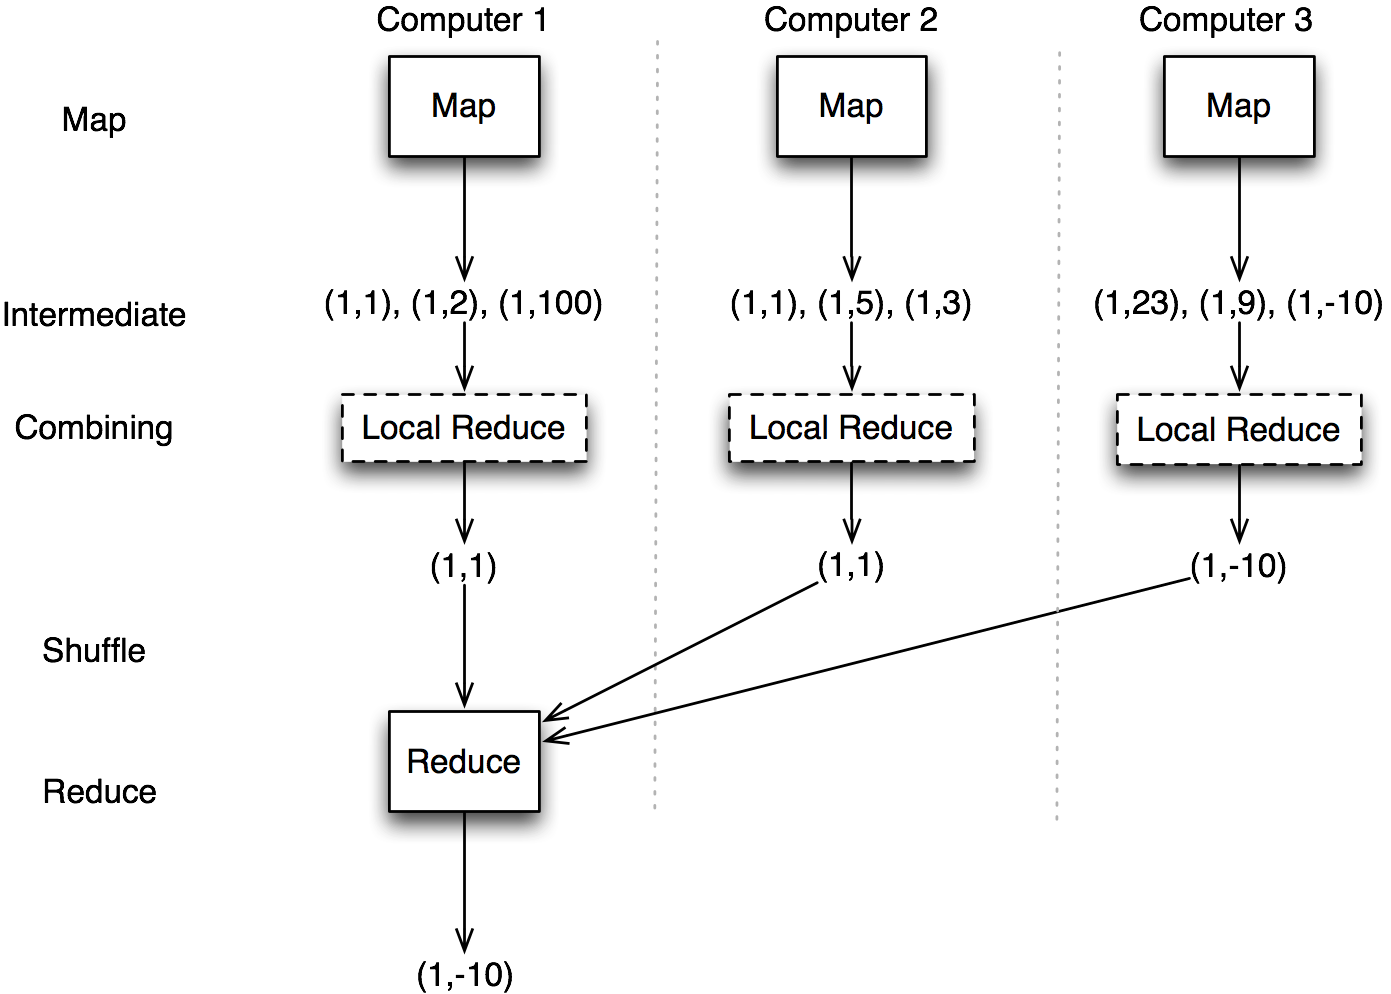 Computer 1 Computer 2 Computer 3
Map Map Map Map
Intermediate (1,1), (1,2), (1,100) (1,1), (1,5), (1,3) (1,23), (1,9), (1,-10)
Combining Local Reduce Local Reduce Local Reduce
(1,1) (1,1) (1,-10)
Shuffle
Reduce
Reduce
(1,-10)